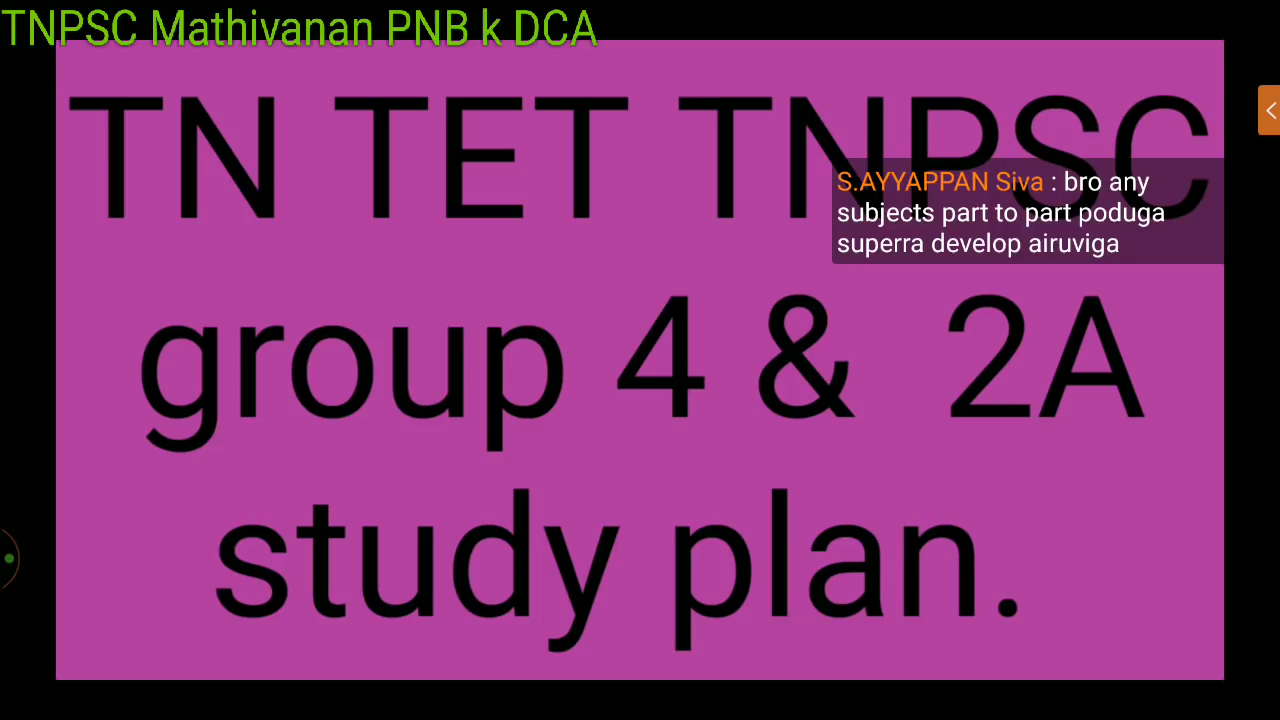 TNPSC Mathivanan PNB k DCA
TN TET TNPSC
S.AYYAPPAN Siva : bro any
subjects part to part poduga
superra develop airuviga
group 4 & 2A
study plan.